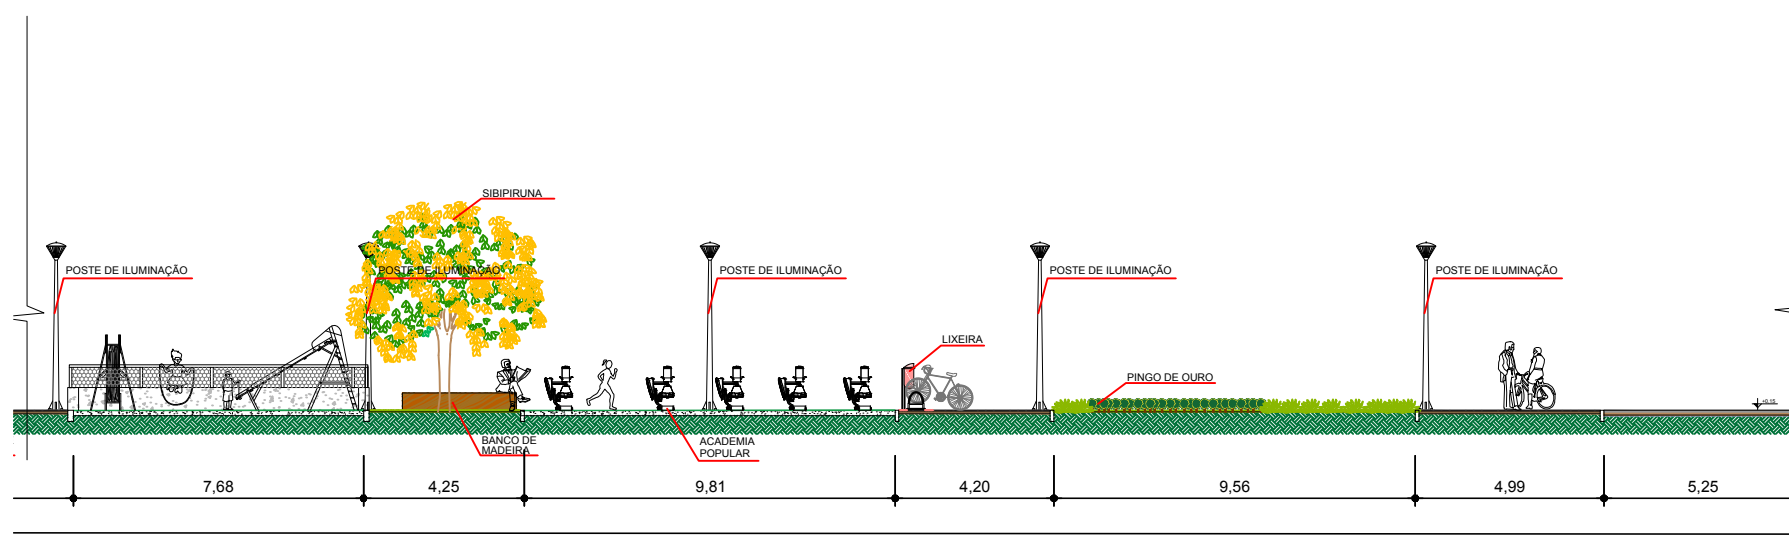 SIBIPIRUNA
POSTE DE ILUMINAÇÃO
POSTE DE ILUMINAÇÃO
POSTE DE ILUMINAÇÃO
POSTE DE ILUMINAÇÃO
POSTE DE ILUMINAÇÃO
LIXEIRA
PINGO DE OURO
+0,15
BANCO DE
MADEIRA
ACADEMIA
POPULAR
7,68
4,25
9,81
4,20
9,56
4,99
5,25